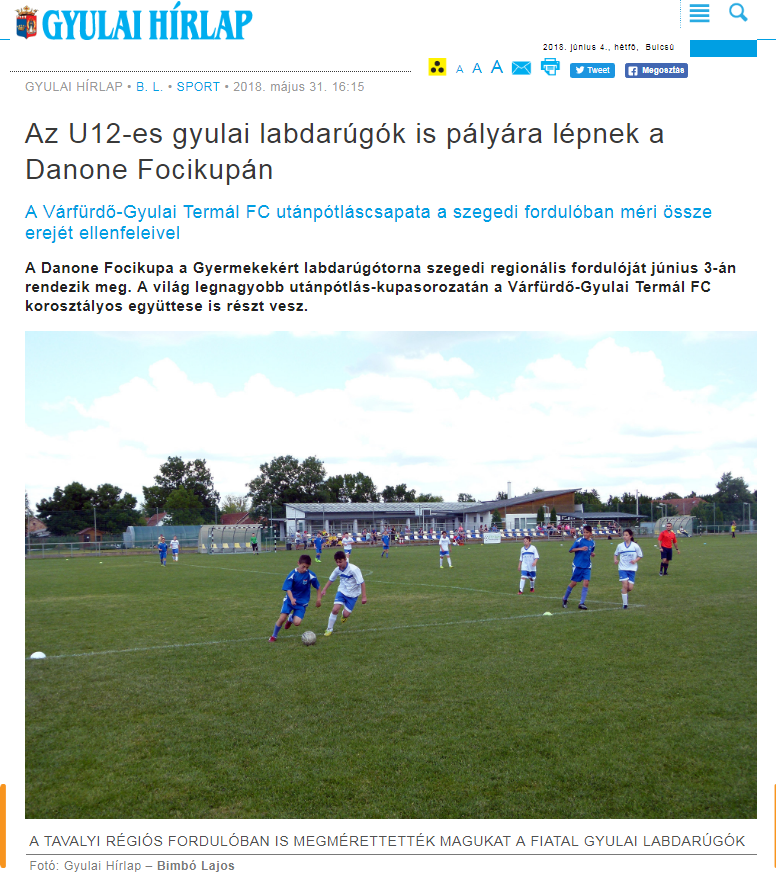 GYULAI HÍRLAP
2018. június 4., hétfő, Bulcsú
A A A Tweet Megosztás
GYULAI HÍRLAP • B. L. • SPORT • 2018. május 31. 16:15
Az U12-es gyulai labdarúgók is pályára lépnek a
Danone Focikupán
A Várfürdő-Gyulai Termál FC utánpótláscsapata a szegedi fordulóban méri össze
erejét ellenfeleivel
A Danone Focikupa a Gyermekekért labdarúgótorna szegedi regionális fordulóját június 3-án
rendezik meg. A világ legnagyobb utánpótlás-kupasorozatán a Várfürdő-Gyulai Termál FC
korosztályos együttese is részt vesz.
A TAVALYI RÉGIÓS FORDULÓBAN IS MEGMÉRETTETTÉK MAGUKAT A FIATAL GYULAI LABDARÚGÓK
Fotó: Gyulai Hírlap – Bimbó Lajos